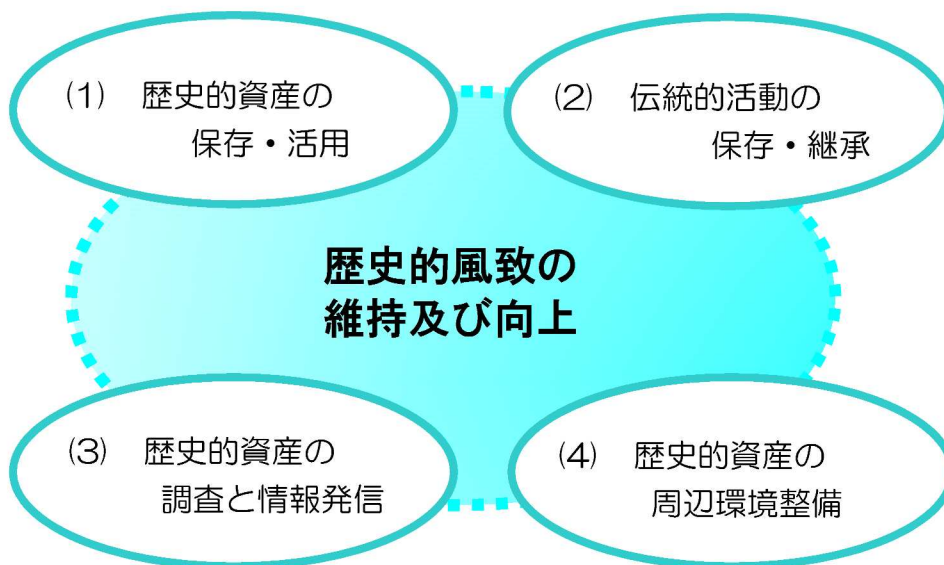 (1) 歴史的資産の
保存・活用
(2) 伝統的活動の
保存・継承
歴史的風致の
維持及び向上
(3) 歴史的資産の
調査と情報発信
(4) 歴史的資産の
周辺環境整備